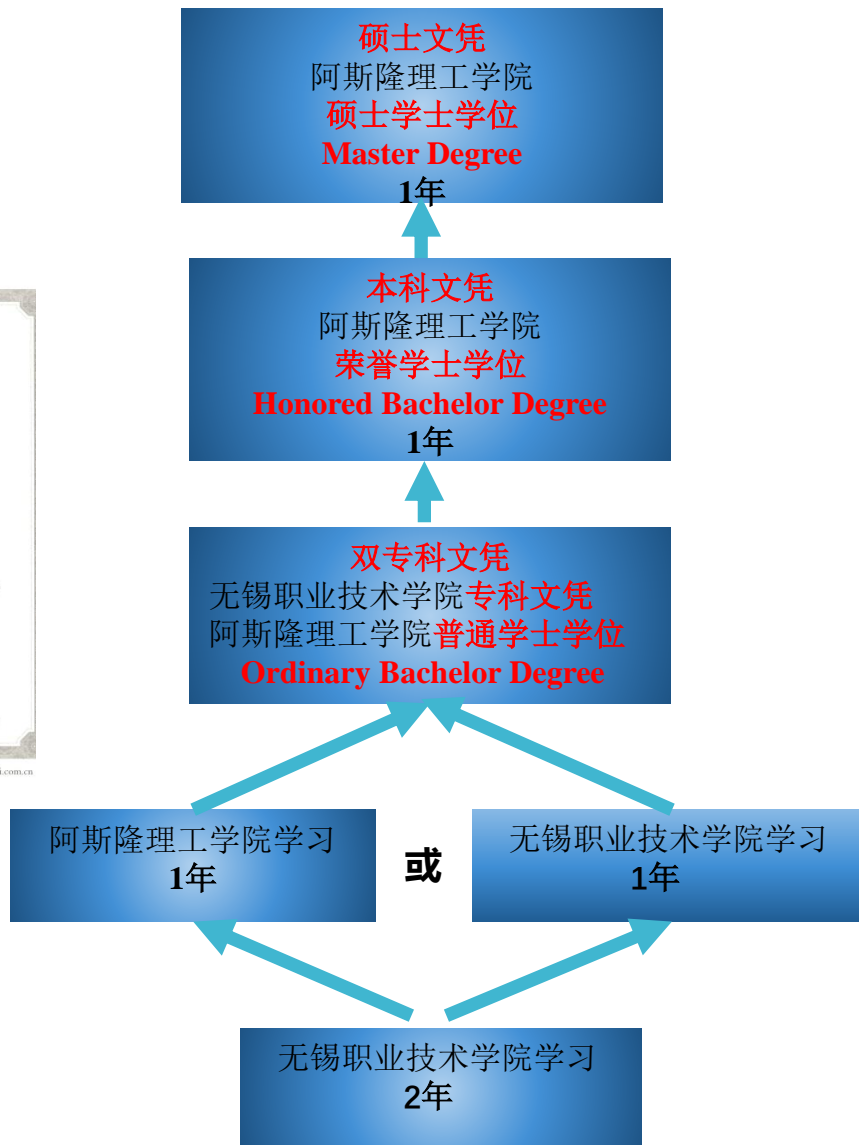 硕士文凭
阿斯隆理工学院
硕士学士学位
Master Degree
1年
本科文凭
阿斯隆理工学院
荣誉学士学位
Honored Bachelor Degree
1年
双专科文凭
无锡职业技术学院专科文凭
阿斯隆理工学院普通学士学位
Ordinary Bachelor Degree
i.com.cn
阿斯隆理工学院学习
1年
或
无锡职业技术学院学习
1年
无锡职业技术学院学习
2年